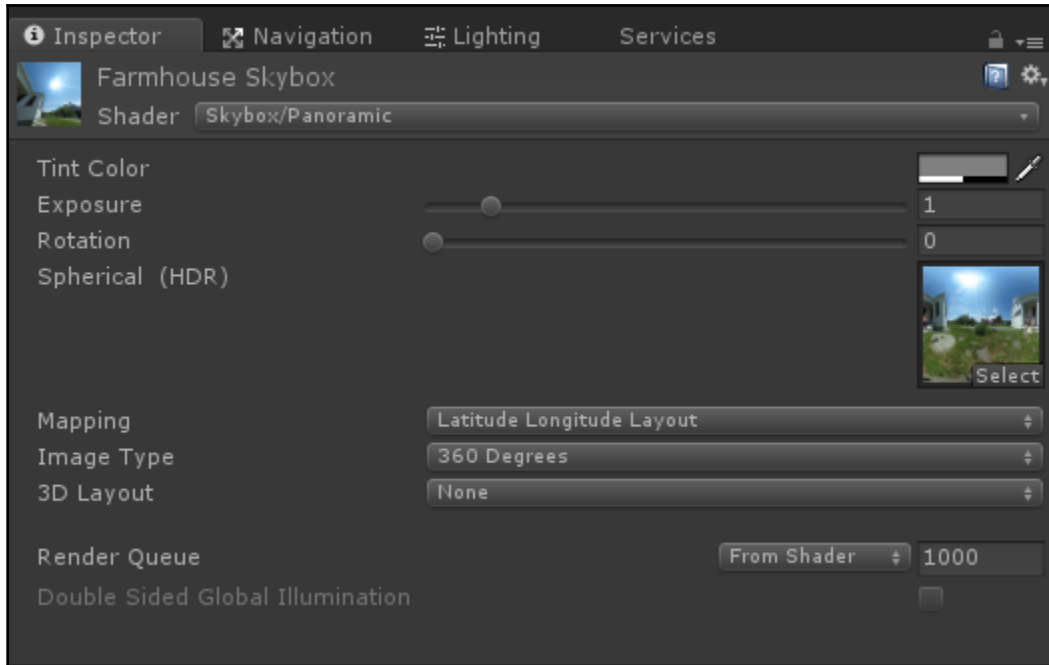 Inspector Navigation Lighting Services
Farmhouse Skybox
Shader Skybox/Panoramic
Tint Color
Exposure 1
Rotation 0
Spherical (HDR)
Select
Mapping Latitude Longitude Layout
Image Type 360 Degrees
3D Layout None
Render Queue From Shader 1000
Double Sided Global Illumination